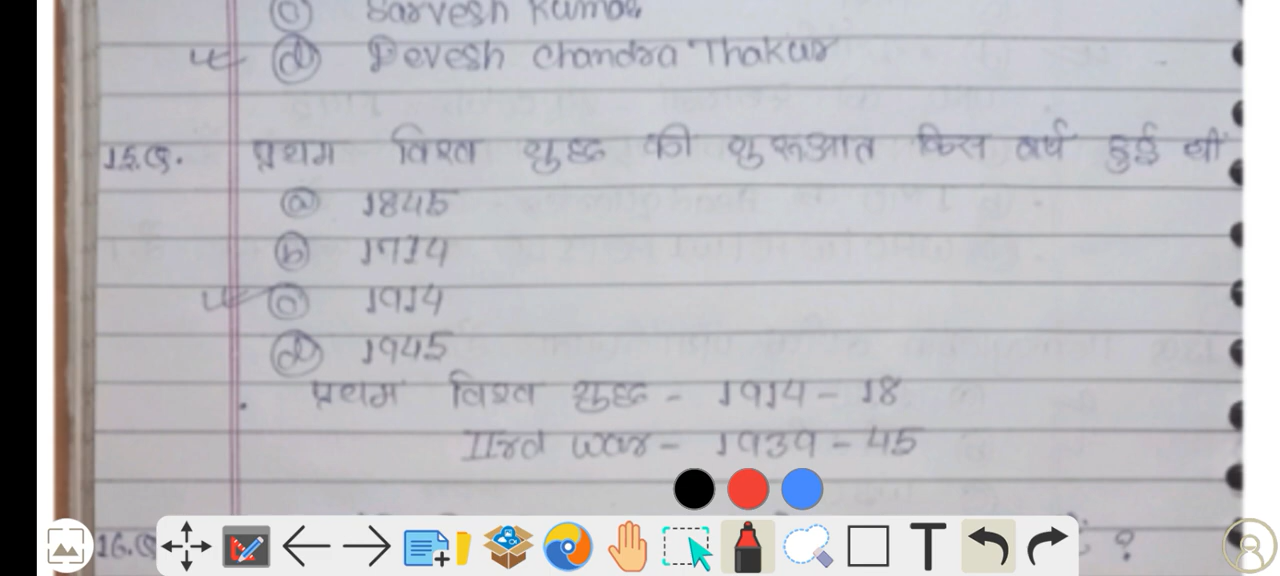 (c) Sarvesh Kumar
(d) Devesh Chandra Thakur
15.Q. प्रथम विश्व युद्ध की शुरूआत किस वर्ष हुई थी
(a) 1845
(b) 1714
(c) 1914
(d) 1945
. प्रथम विश्व युद्ध - 1914 - 18
IIrd war - 1939 - 45
16.Q ?